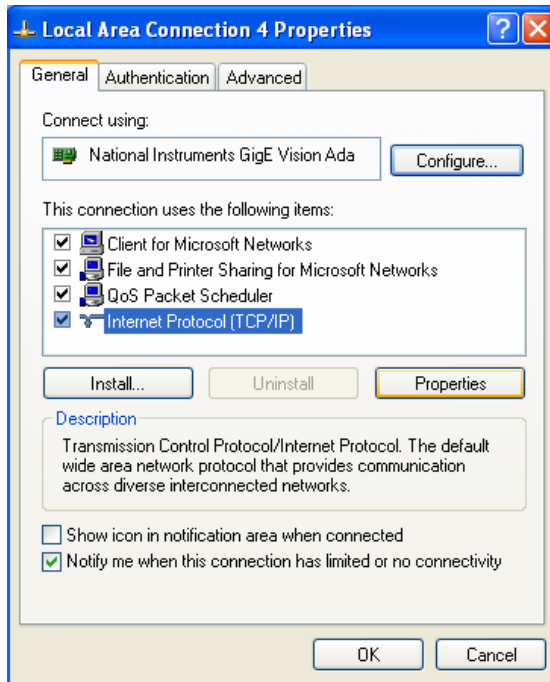 Local Area Connection 4 Properties
General
Authentication
Advanced
Connect using:
National Instruments GigE Vision Ada
Configure...
This connection uses the following items:
Client for Microsoft Networks
File and Printer Sharing for Microsoft Networks
QoS Packet Scheduler
Internet Protocol (TCP/IP)
Install...
Uninstall
Properties
Description
Transmission Control Protocol/Internet Protocol. The default
wide area network protocol that provides communication
across diverse interconnected networks.
Show icon in notification area when connected
Notify me when this connection has limited or no connectivity
OK
Cancel